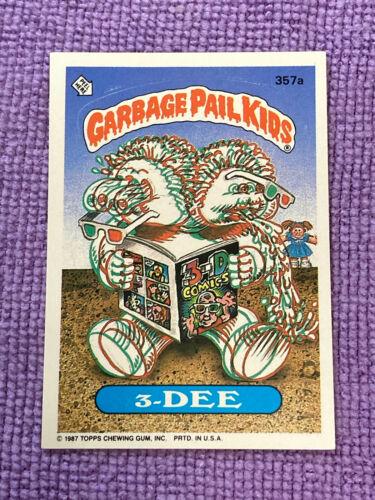 357a
GARBAGE PAIL KIDS
®
3-D
COMICS
3-DEE
© 1987 TOPPS CHEWING GUM, INC. PRTD. IN U.S.A.